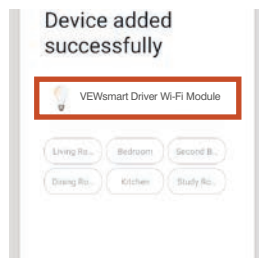 Device added
successfully
VEWsmart Driver Wi-Fi Module
Living Ro... Bedroom Second B...
Dining Ro... Kitchen Study Ro...